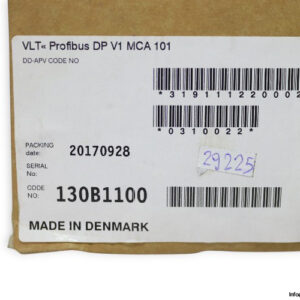 VLT« Profibus DP V1 MCA 101
DD-APV CODE NO
*319111220002
*0310022*
PACKING date: 20170928
SERIAL No:
29225
CODE NO: 130B1100
MADE IN DENMARK